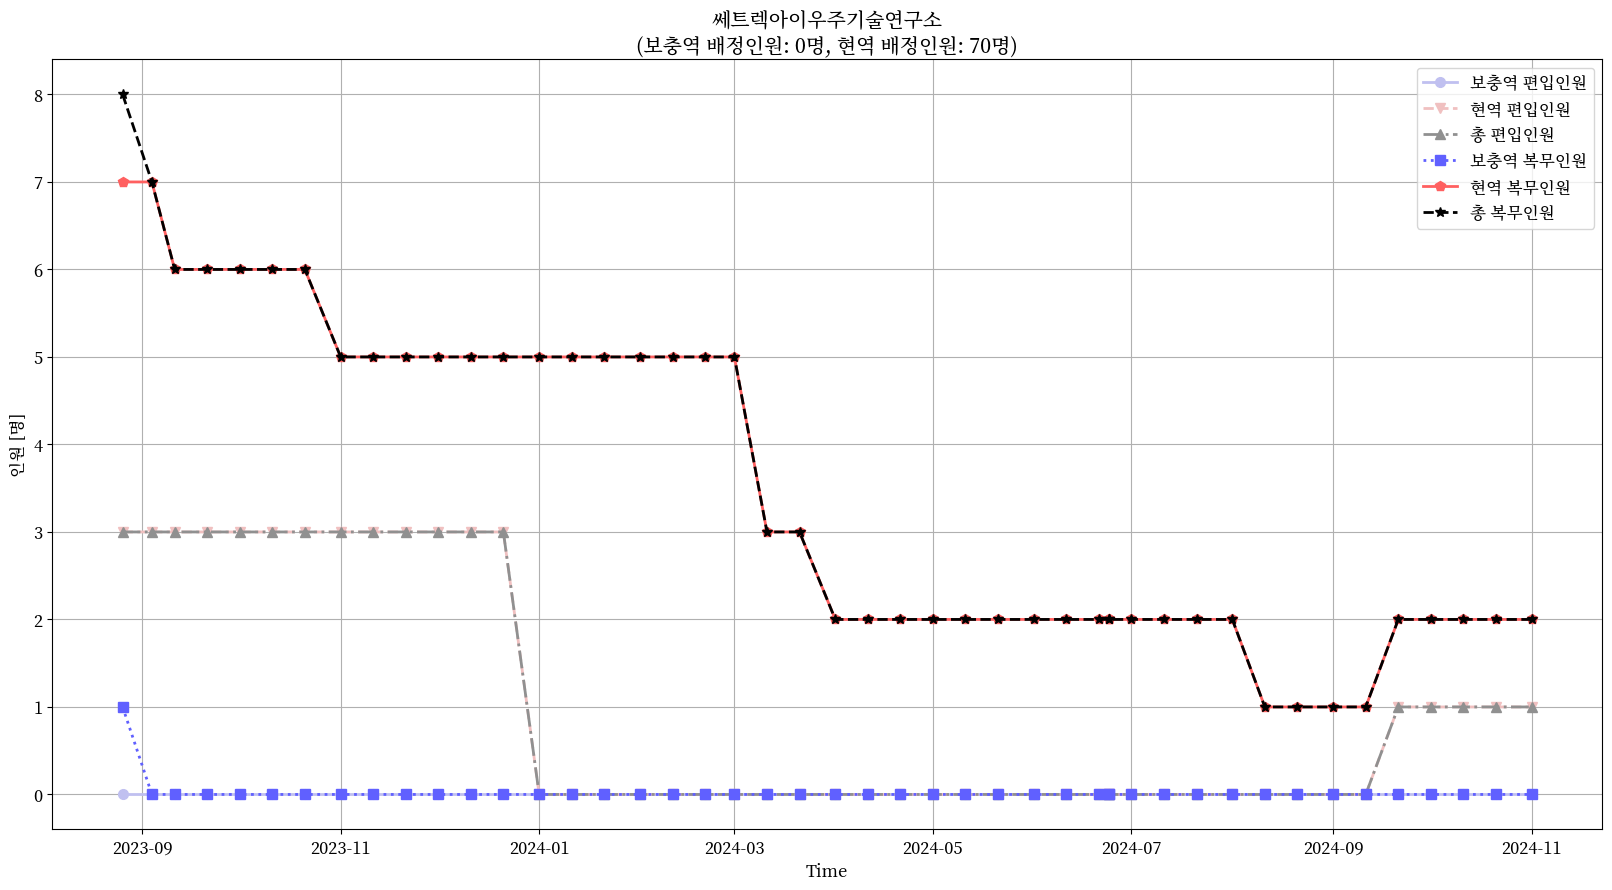 쎄트렉아이우주기술연구소
(보충역 배정인원: 0명, 현역 배정인원: 70명)
보충역 편입인원
현역 편입인원
총 편입인원
보충역 복무인원
현역 복무인원
총 복무인원
8
7
6
5
4
3
2
1
0
인원 [명]
2023-09 2023-11 2024-01 2024-03 2024-05 2024-07 2024-09 2024-11
Time